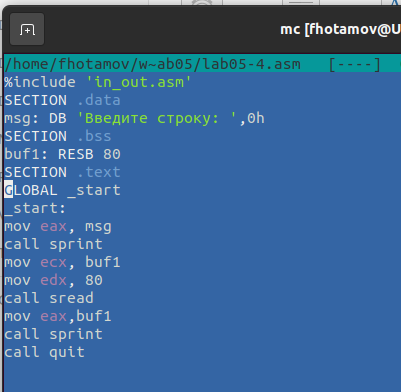 mc [fhotamov@U
/home/fhotamov/w~ab05/lab05-4.asm   [----]
%include 'in_out.asm'
SECTION .data
msg: DB 'Введите строку: ',0h
SECTION .bss
buf1: RESB 80
SECTION .text
GLOBAL _start
_start:
mov eax, msg
call sprint
mov ecx, buf1
mov edx, 80
call sread
mov eax,buf1
call sprint
call quit